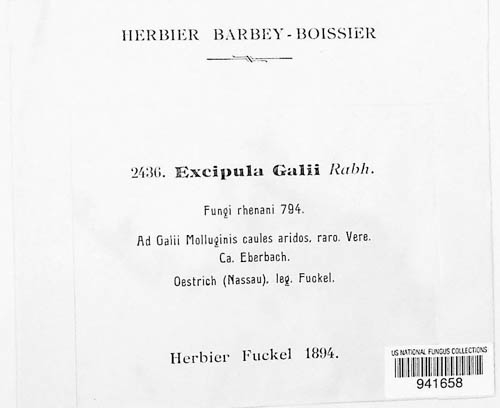 HERBIER BARBEY-BOISSIER
2436. Excipula Galii Rabh.
Fungi rhenani 794.
Ad Galii Molluginis caules aridos, raro. Vere.
Ca. Eberbach.
Oestrich (Nassau), leg. Fuckel.
Herbier Fuckel 1894.
US NATIONAL FUNGUS COLLECTIONS
941658